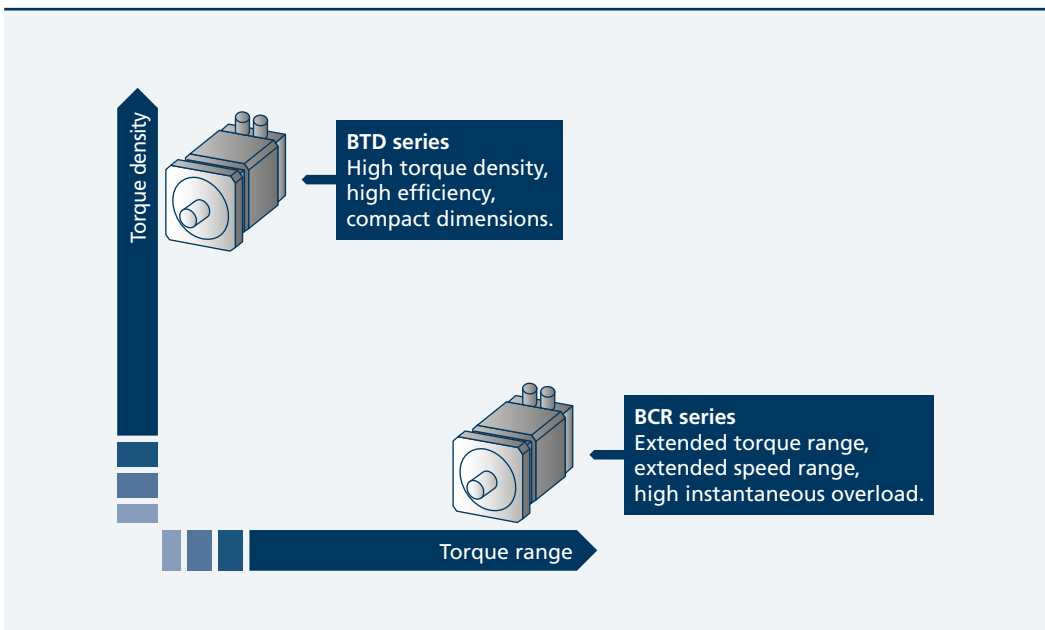 Torque density
BTD series
High torque density,
high efficiency,
compact dimensions.
BCR series
Extended torque range,
extended speed range,
high instantaneous overload.
Torque range